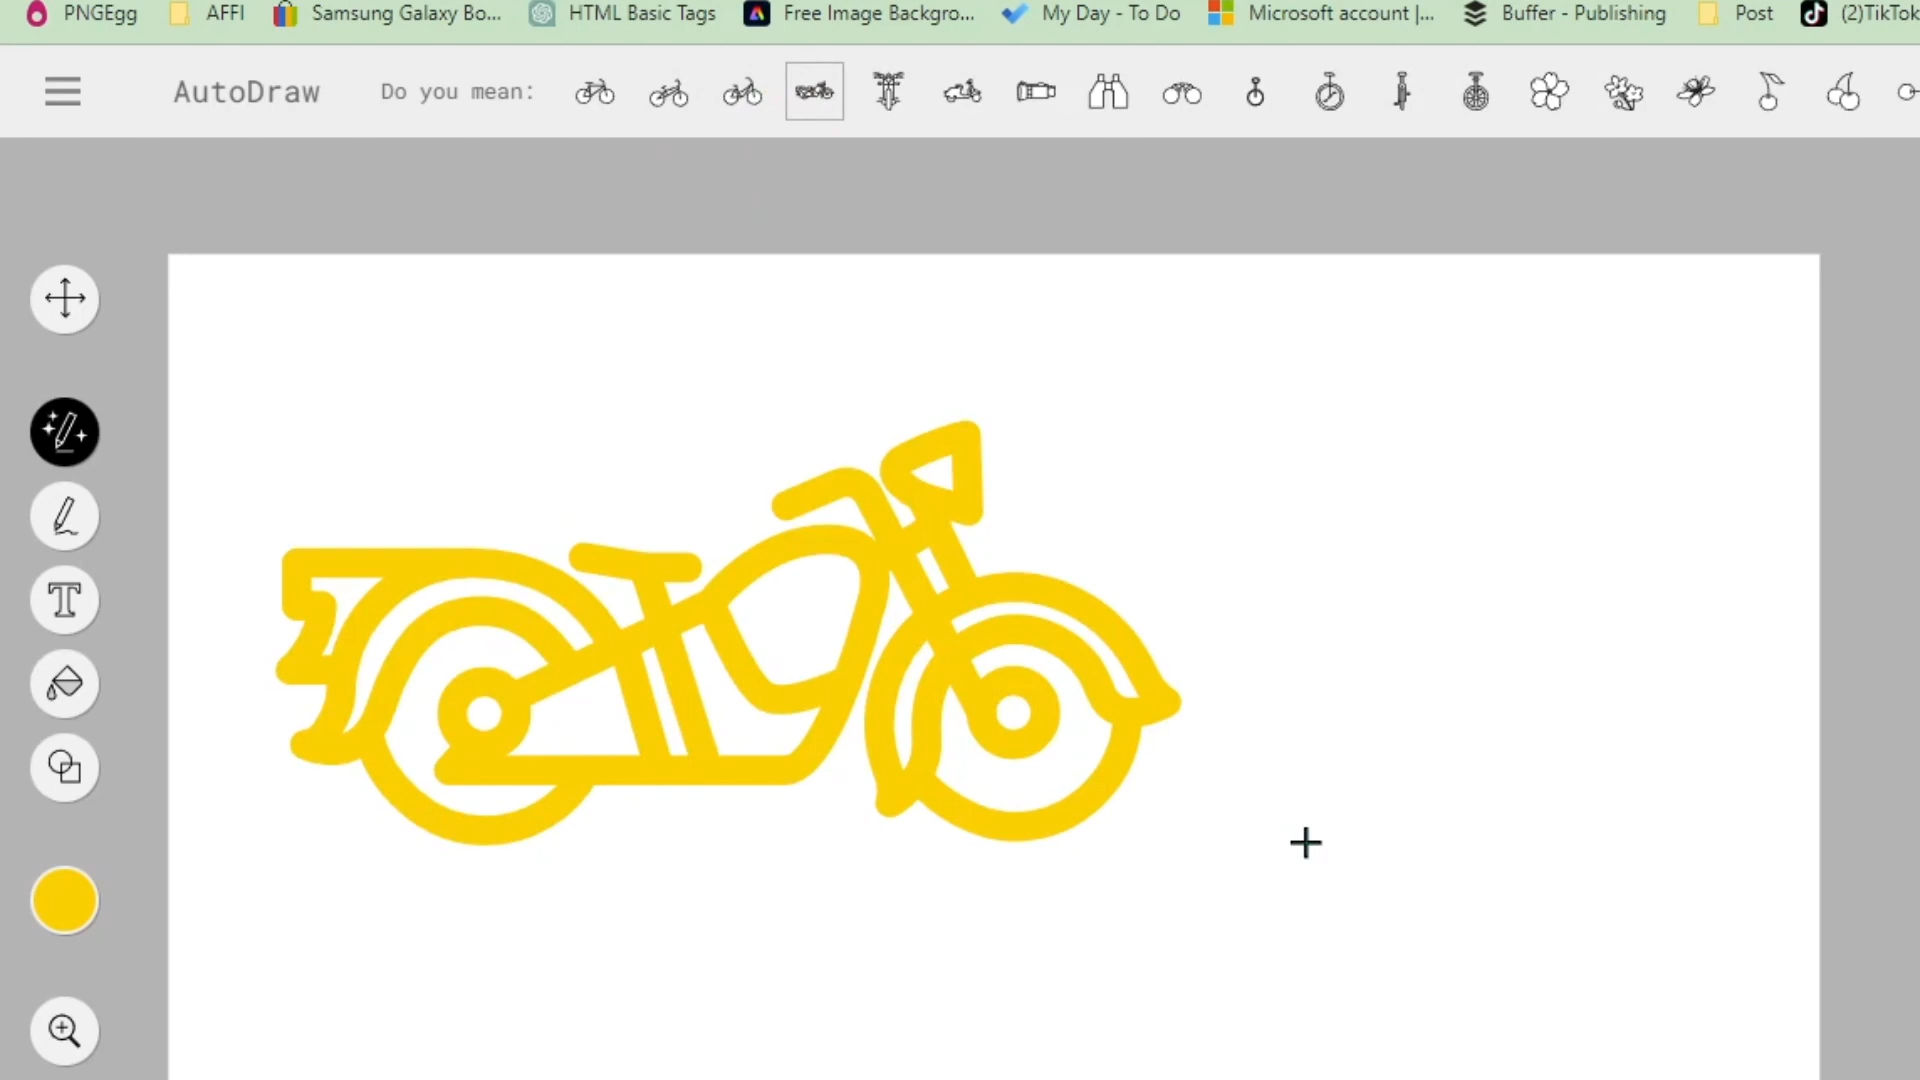 PNGEgg AFFI Samsung Galaxy Bo... HTML Basic Tags Free Image Backgro... My Day - To Do Microsoft account |... Buffer - Publishing Post (2)TikTok
AutoDraw Do you mean:
T